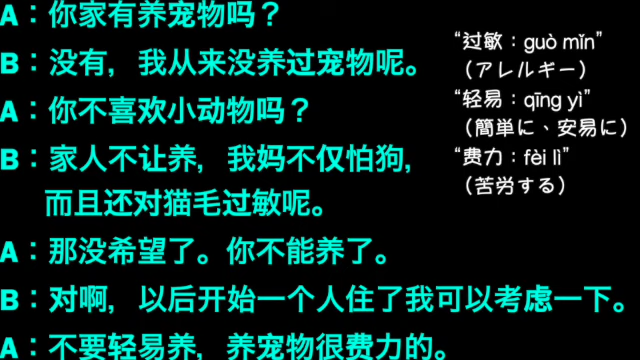 A：你家有养宠物吗？
B：没有，我从来没养过宠物呢。
A：你不喜欢小动物吗？
B：家人不让养，我妈不仅怕狗，
而且还对猫毛过敏呢。
A：那没希望了。你不能养了。
B：对啊，以后开始一个人住了我可以考虑一下。
A：不要轻易养，养宠物很费力的。
“过敏：guò mǐn”
（アレルギー）
“轻易：qīng yì”
（簡単に、安易に）
“费力：fèi lì”
（苦労する）